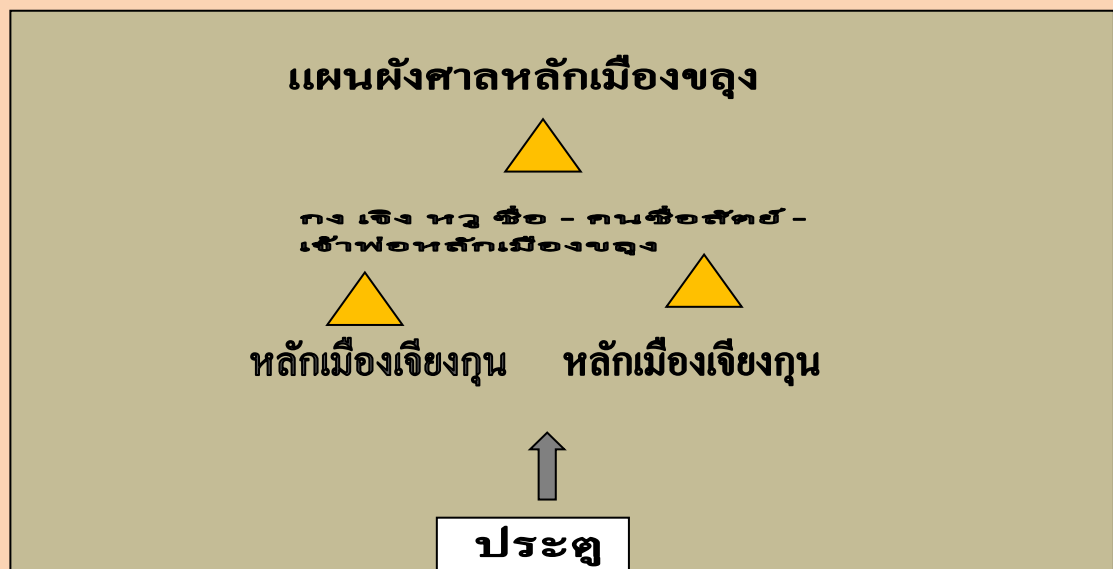 แผนผังศาลหลักเมืองขลุง
กง เจิง หวู ซื่อ - คนซื่อสัตย์ -
เจ้าพ่อหลักเมืองขลุง
หลักเมืองเจียงกุน หลักเมืองเจียงกุน
ประตู